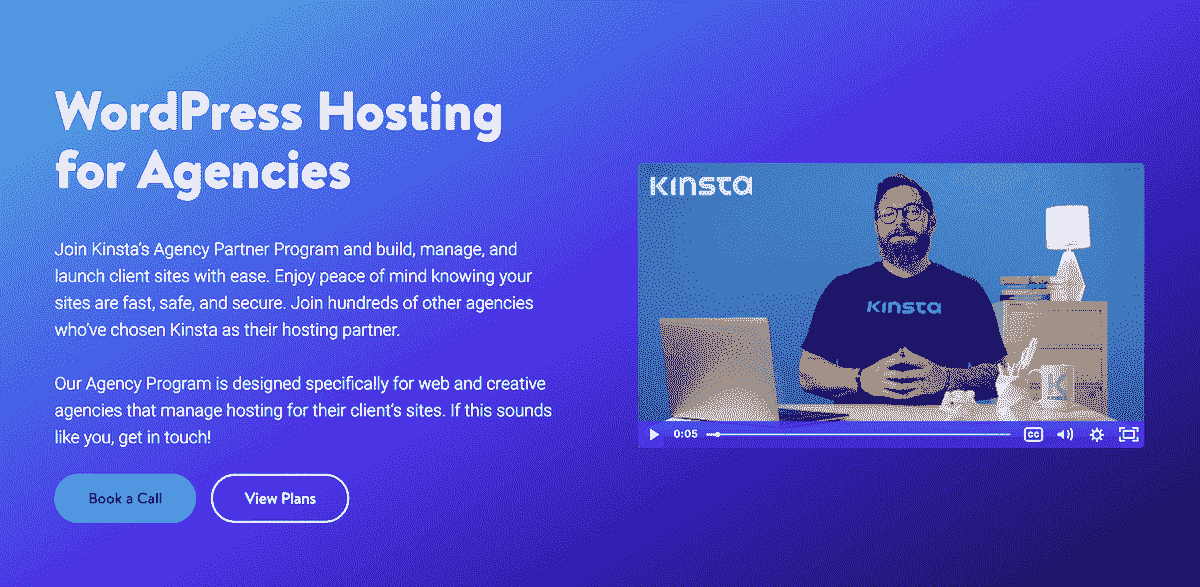 WordPress Hosting
for Agencies
Join Kinsta's Agency Partner Program and build, manage, and
launch client sites with ease. Enjoy peace of mind knowing your
sites are fast, safe, and secure. Join hundreds of other agencies
who've chosen Kinsta as their hosting partner.
Our Agency Program is designed specifically for web and creative
agencies that manage hosting for their client's sites. If this sounds
like you, get in touch!
Book a Call
View Plans
KINSTA
KINSTA
0:05
CC